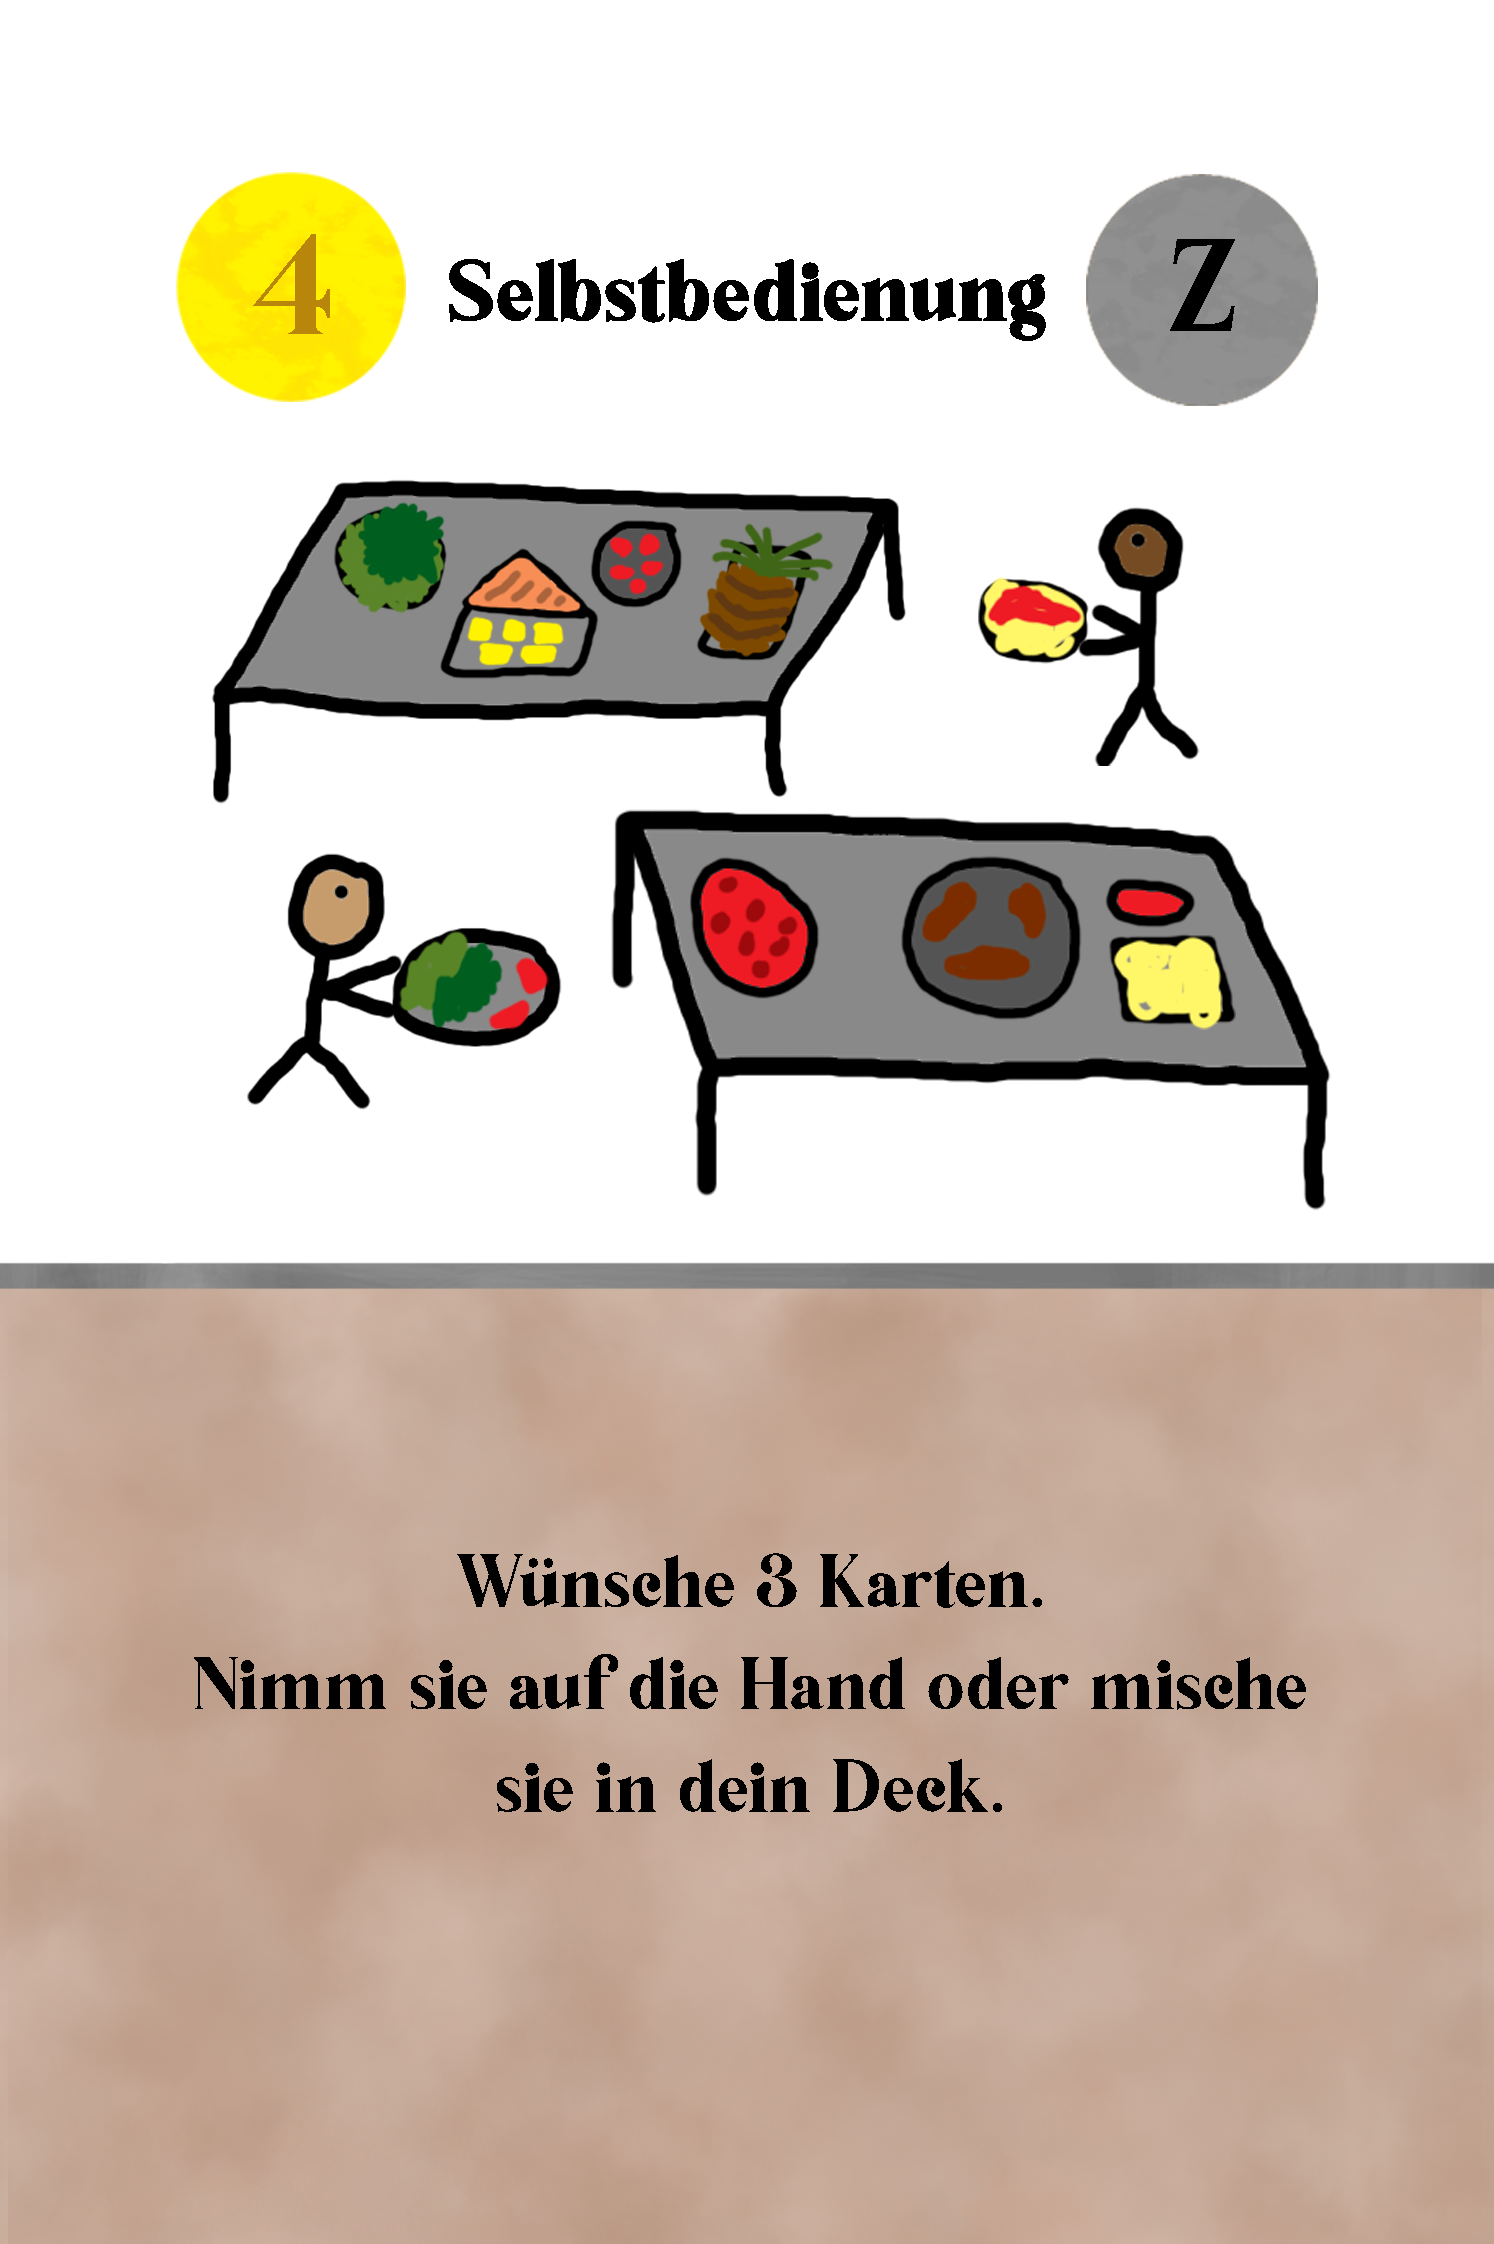 4 Selbstbedienung Z
Wünsche 3 Karten.
Nimm sie auf die Hand oder mische
sie in dein Deck.